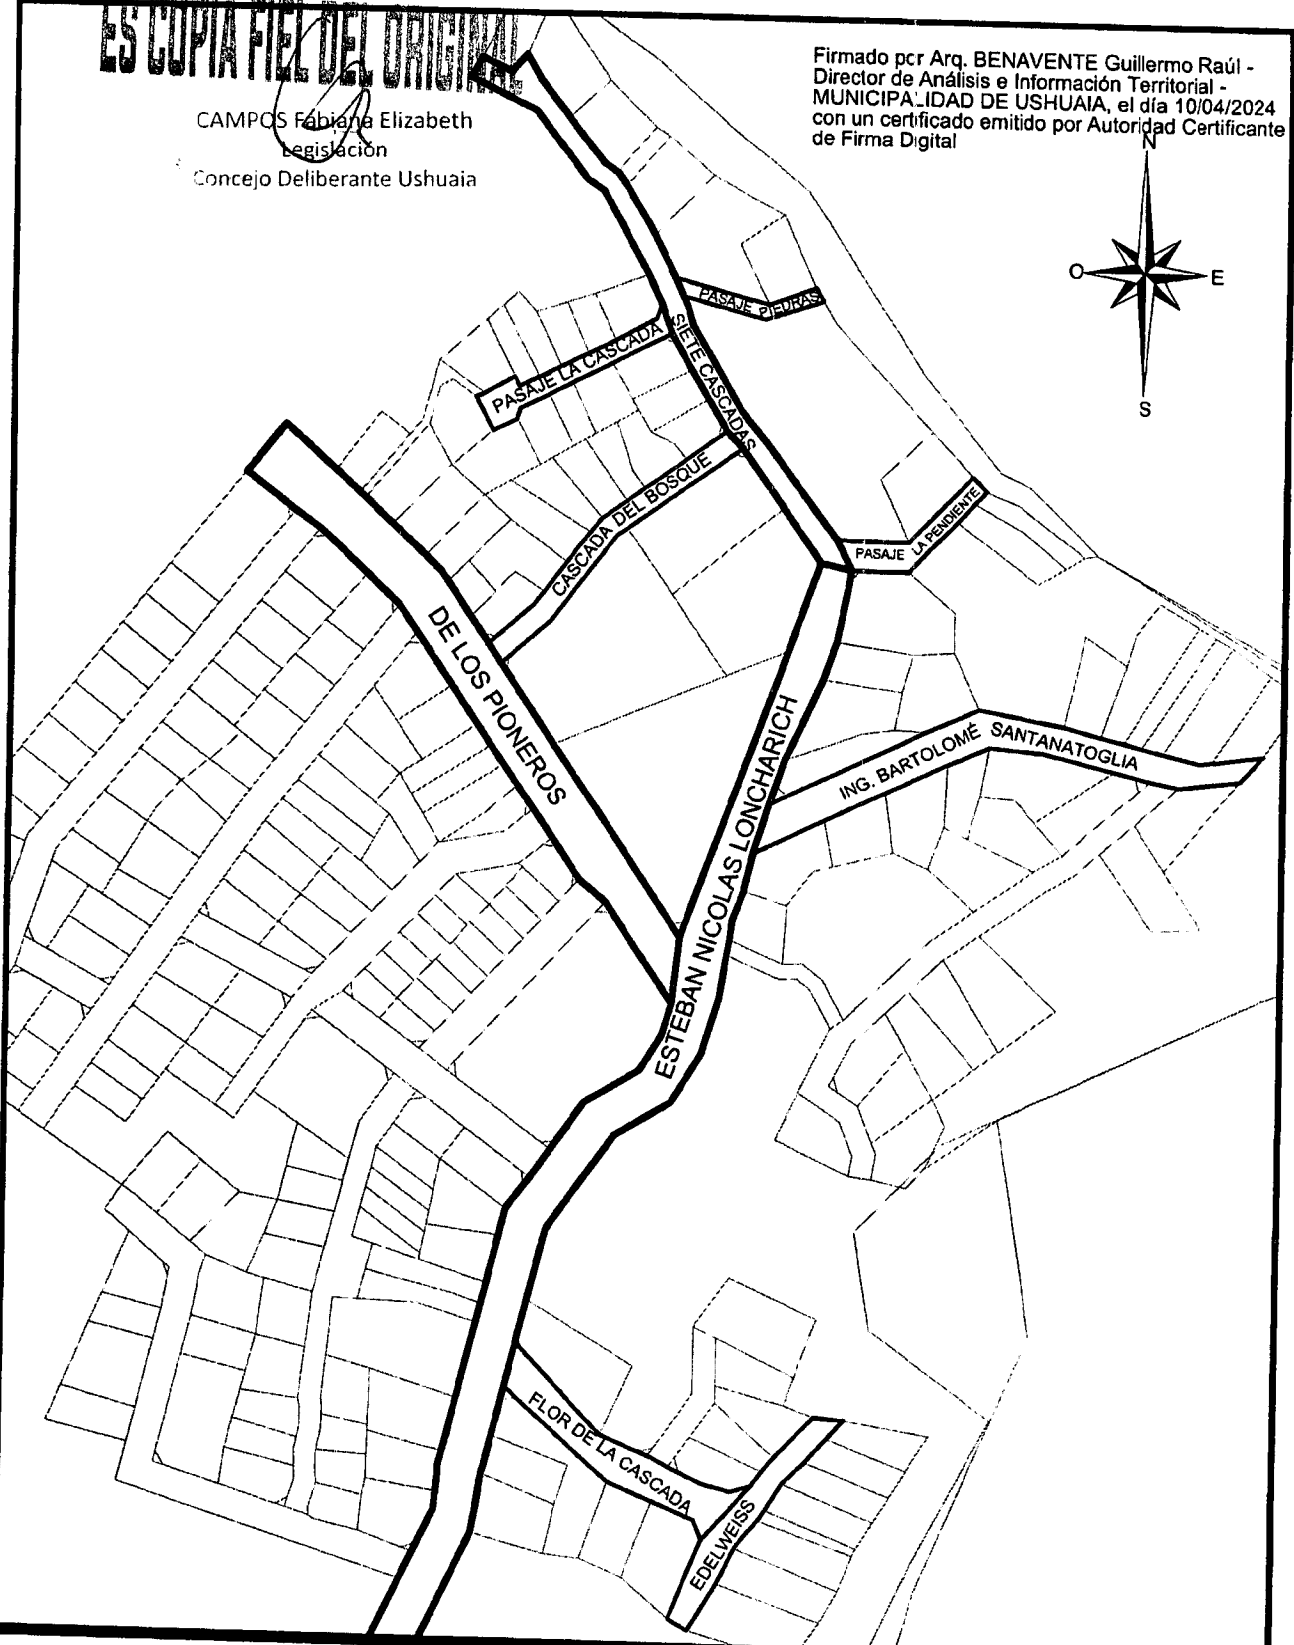 ES COPIA FIEL DEL ORIGINAL
CAMPOS Fabiana Elizabeth
Legislación
Concejo Deliberante Ushuaia
Firmado por Arq. BENAVENTE Guillermo Raúl -
Director de Análisis e Información Territorial -
MUNICIPALIDAD DE USHUAIA, el día 10/04/2024
con un certificado emitido por Autoridad Certificante
de Firma Digital
N
O
E
S
PASAJE PIEDRAS
SIETE CASCADAS
PASAJE LA CASCADA
CASCADA DEL BOSQUE
PASAJE LA PENDIENTE
DE LOS PIONEROS
ESTEBAN NICOLAS LONCHARICH
ING. BARTOLOMÉ SANTANATOGLIA
FLOR DE LA CASCADA
EDELWEISS